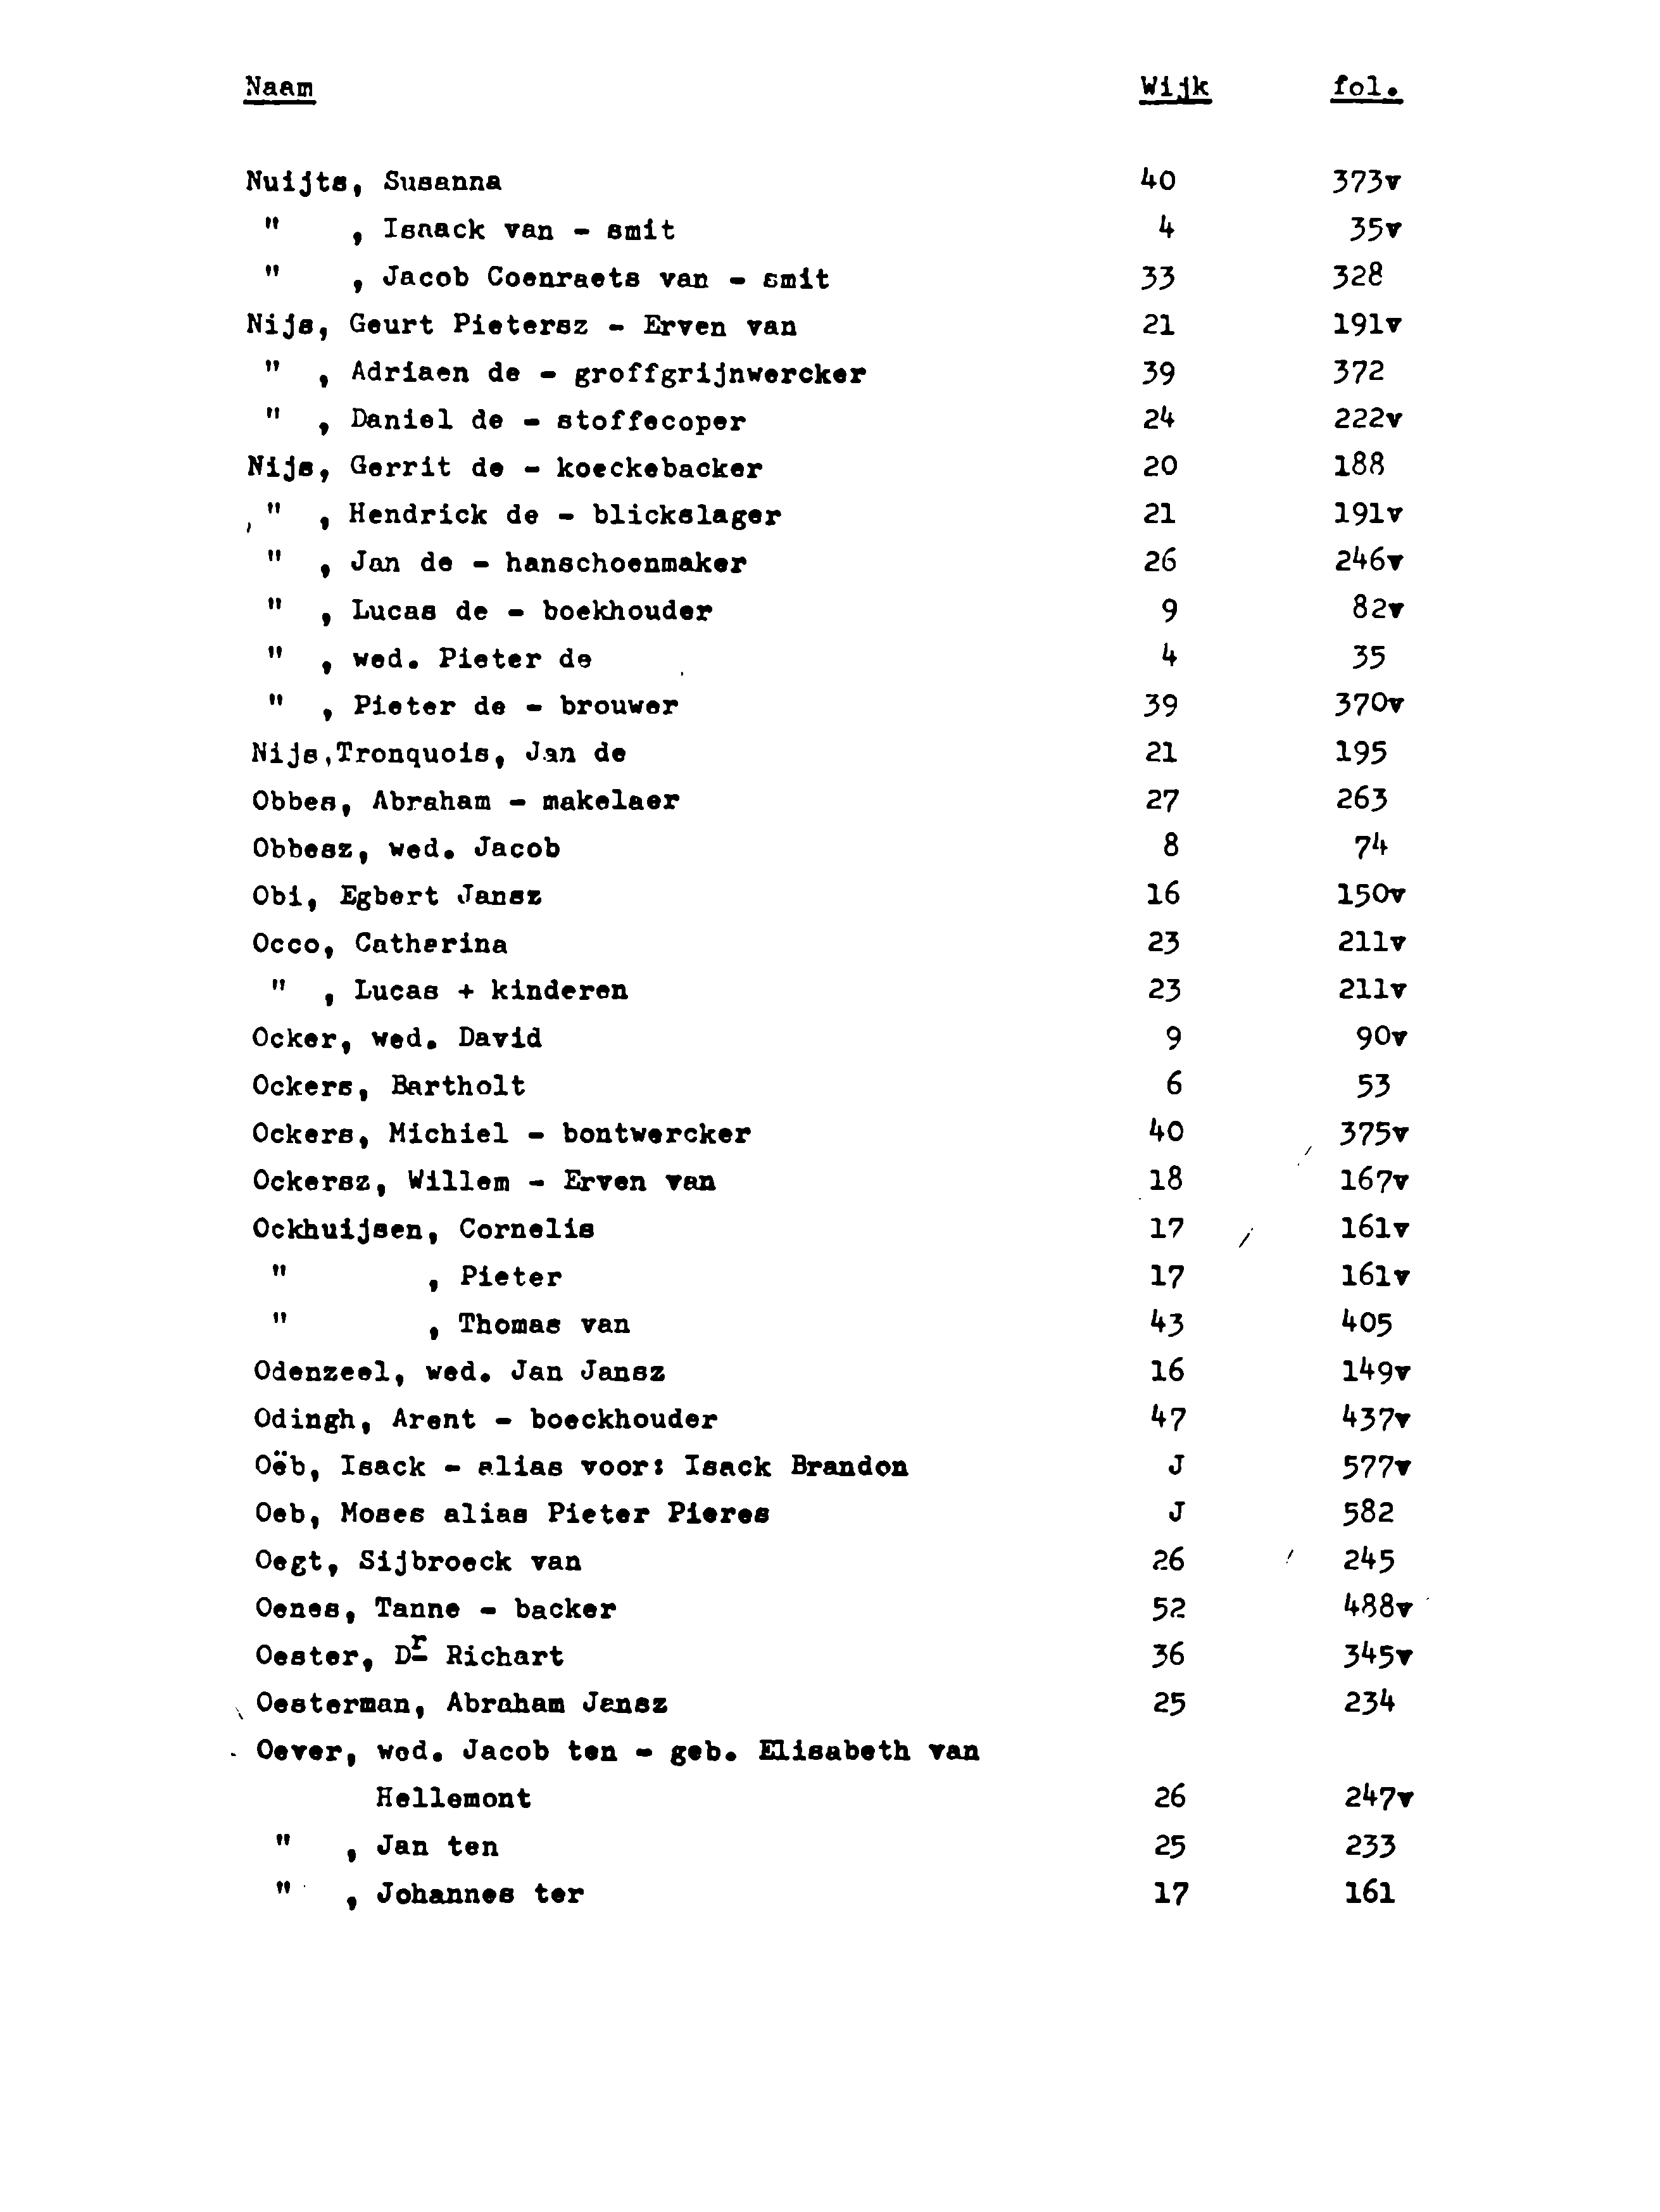 Naam Wijk fol.
Nuijts, Susanna 40 373v
" , Isaack van - smit 4 35v
" , Jacob Coenraets van - smit 33 328
Nijs, Geurt Pietersz - Erven van 21 191v
" , Adriaen de - groffgrijnwercker 39 372
" , Daniel de - stoffecoper 24 222v
Nijs, Gerrit de - koeckebacker 20 188
" , Hendrick de - blickslager 21 191v
" , Jan de - hanschoenmaker 26 246v
" , Lucas de - boekhouder 9 82v
" , wed. Pieter de 4 35
" , Pieter de - brouwer 39 370v
Nijs,Tronquois, Jan de 21 195
Obbes, Abraham - makelaer 27 263
Obbesz, wed. Jacob 8 74
Obi, Egbert Jansz 16 150v
Occo, Catharina 23 211v
" , Lucas + kinderen 23 211v
Ocker, wed. David 9 90v
Ockers, Bartholt 6 53
Ockers, Michiel - bontwercker 40 375v
Ockersz, Willem - Erven van 18 167v
Ockhuijsen, Cornelis 17 161v
" , Pieter 17 161v
" , Thomas van 43 405
Odenzeel, wed. Jan Jansz 16 149v
Odingh, Arent - boeckhouder 47 437v
Oëb, Isack - alias voor: Isack Brandon J 577v
Oeb, Moses alias Pieter Pieres J 582
Oegt, Sijbroeck van 26 245
Oenes, Tanne - backer 52 488v
Oester, Dr Richart 36 345v
Oesterman, Abraham Jansz 25 234
Oever, wed. Jacob ten - geb. Elisabeth van
Hellemont 26 247v
" , Jan ten 25 233
" , Johannes ter 17 161